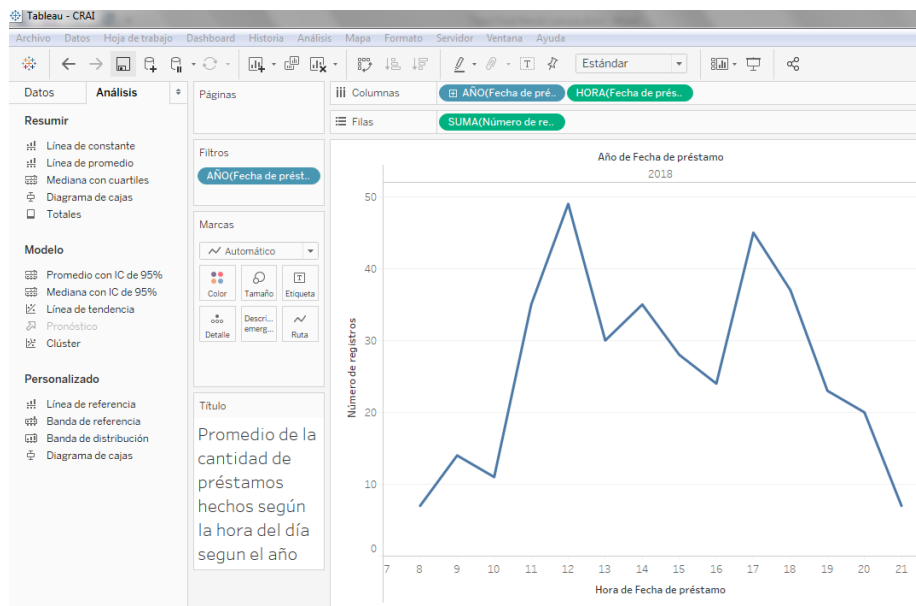 Tableau - CRAI
Archivo Datos Hoja de trabajo Dashboard Historia Análisis Mapa Formato Servidor Ventana Ayuda
Estándar
Datos
Análisis
Resumir
Línea de constante
Línea de promedio
Mediana con cuartiles
Diagrama de cajas
Totales
Modelo
Promedio con IC de 95%
Mediana con IC de 95%
Línea de tendencia
Pronóstico
Clúster
Personalizado
Línea de referencia
Banda de referencia
Banda de distribución
Diagrama de cajas
Páginas
Filtros
AÑO(Fecha de prést..
Marcas
Automático
Color Tamaño Etiqueta
Detalle Descri... emerg... Ruta
Título
Promedio de la
cantidad de
préstamos
hechos según
la hora del día
segun el año
Columnas
AÑO(Fecha de pré.. HORA(Fecha de prés..
Filas
SUMA(Número de re..
Año de Fecha de préstamo
2018
Número de registros
50
40
30
20
10
0
7 8 9 10 11 12 13 14 15 16 17 18 19 20 21
Hora de Fecha de préstamo